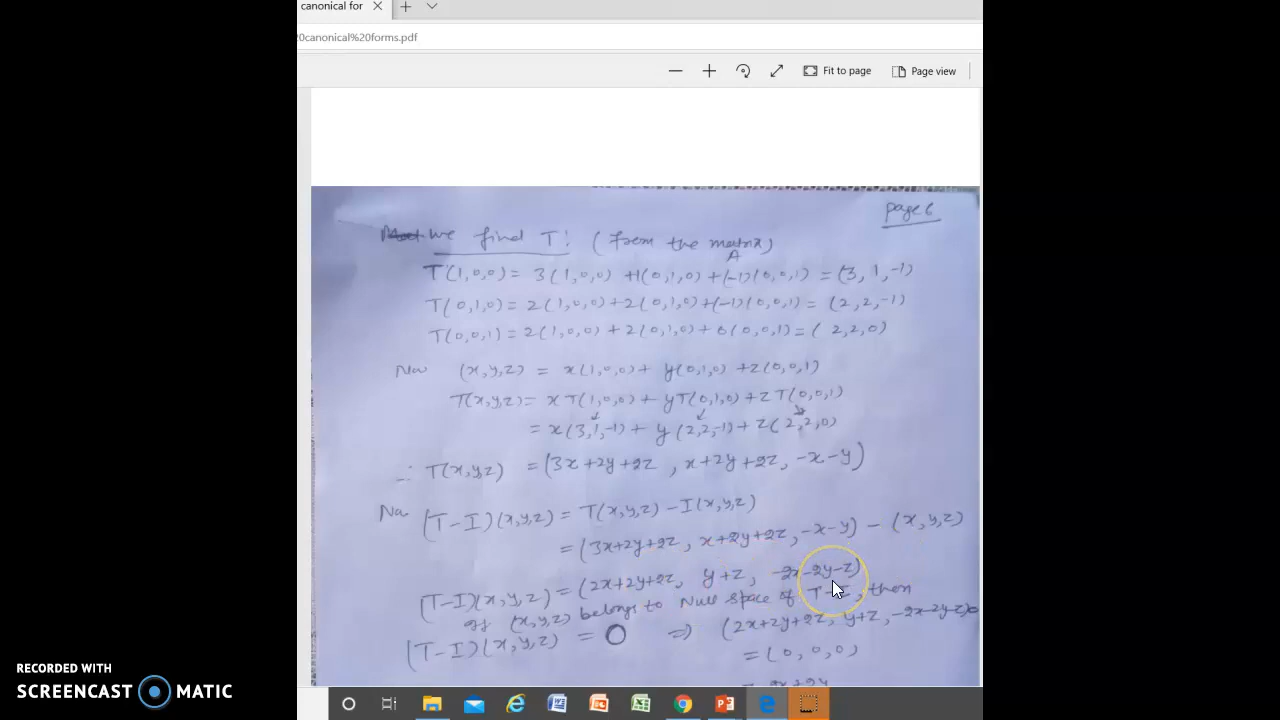 canonical for
20canonical%20forms.pdf
Fit to page
Page view
page 6
we find T: (from the matrix A)
T(1,0,0) = 3(1,0,0) +1(0,1,0) +(-1)(0,0,1) = (3, 1, -1)
T(0,1,0) = 2(1,0,0)+2(0,1,0)+(-1)(0,0,1) = (2,2,-1)
T(0,0,1) = 2(1,0,0) + 2(0,1,0) + 0(0,0,1) = (2,2,0)
Now (x,y,z) = x(1,0,0)+ y(0,1,0) +z(0,0,1)
T(x,y,z) = x T(1,0,0) + yT(0,1,0) +z T(0,0,1)
= x(3,1,-1) + y(2,2,-1) + z(2,2,0)
∴ T(x,y,z) = (3x+2y+2z, x+2y+2z, -x-y)
Now (T-I)(x,y,z) = T(x,y,z) - I(x,y,z)
= (3x+2y+2z, x+2y+2z, -x-y) - (x,y,z)
(T-I)(x,y,z) = (2x+2y+2z, y+z, -2x-2y-z)
If (x,y,z) belongs to Null space of T-I, then
(T-I)(x,y,z) = 0 ⇒ (2x+2y+2z, y+z, -2x-2y-z)
= (0,0,0)
RECORDED WITH
SCREENCAST MATIC